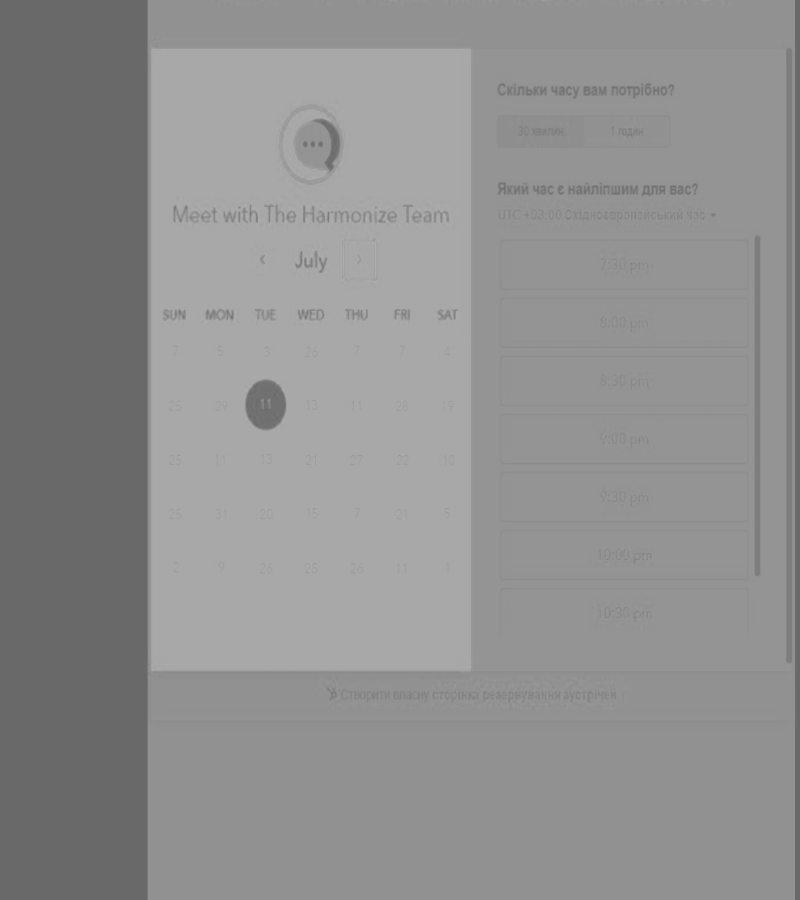 Meet with The Harmonize Team
‹ July ›
SUN MON TUE WED THU FRI SAT
7 5 3 26 7 7 4
25 29 11 13 11 28 19
25 11 13 21 27 22 10
25 31 20 15 7 21 5
2 9 26 25 26 11 1
Скільки часу вам потрібно?
30 хвилин 1 годин
Який час є найліпшим для вас?
UTC +03:00 Східноєвропейський час
7:30 pm
8:00 pm
8:30 pm
9:00 pm
9:30 pm
10:00 pm
10:30 pm
Створити власну сторінку резервування зустрічей